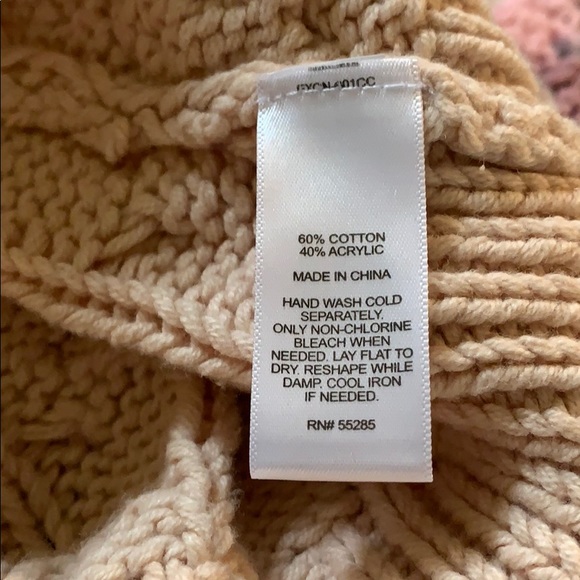 60% COTTON
40% ACRYLIC
MADE IN CHINA
HAND WASH COLD
SEPARATELY.
ONLY NON-CHLORINE
BLEACH WHEN
NEEDED. LAY FLAT TO
DRY. RESHAPE WHILE
DAMP. COOL IRON
IF NEEDED.
RN# 55285